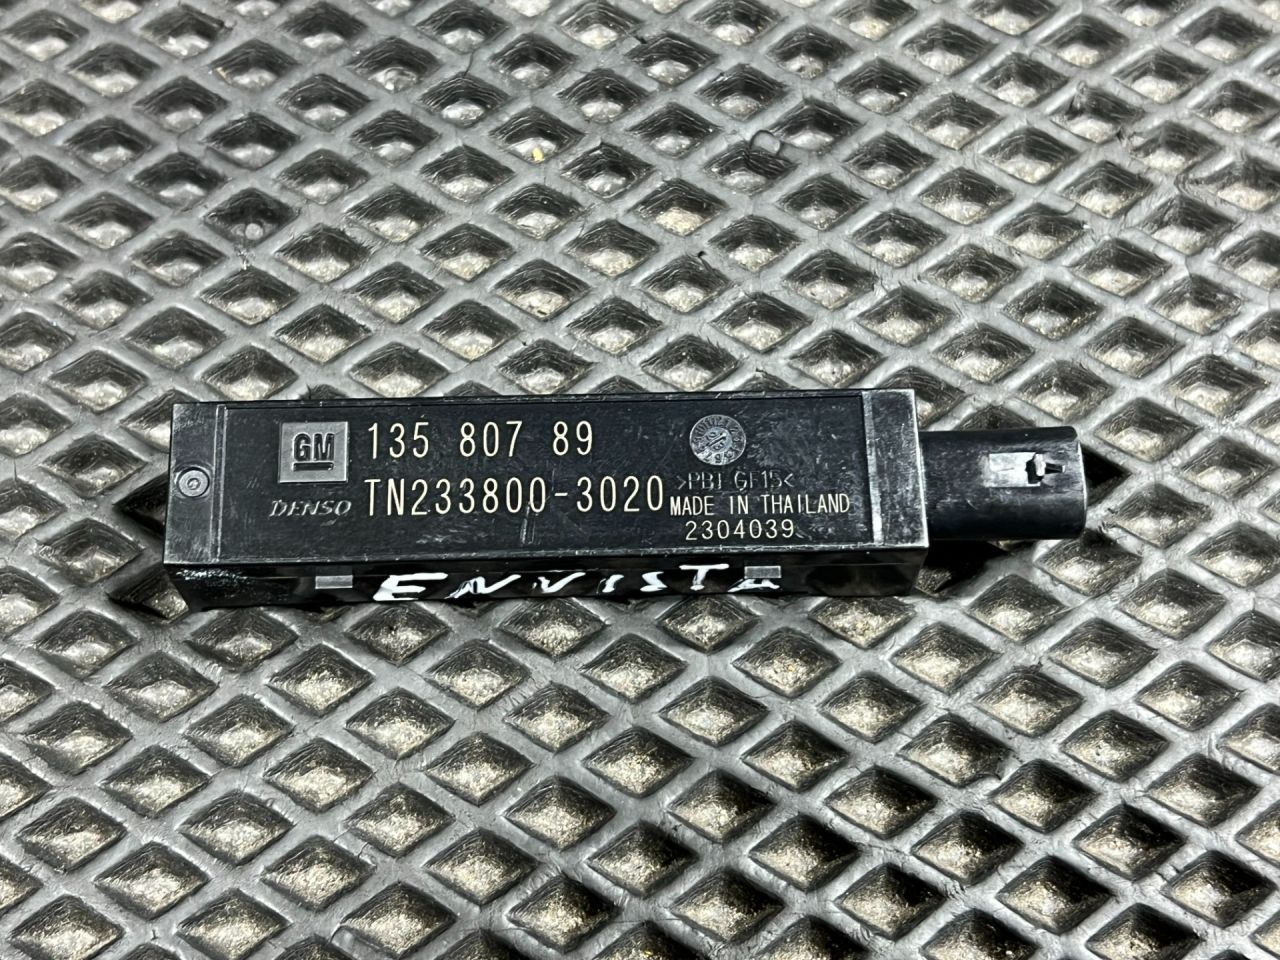 GM 135 807 89
DENSO TN233800-3020
>PBT GF15<
MADE IN THAILAND
2304039
ENVISTA